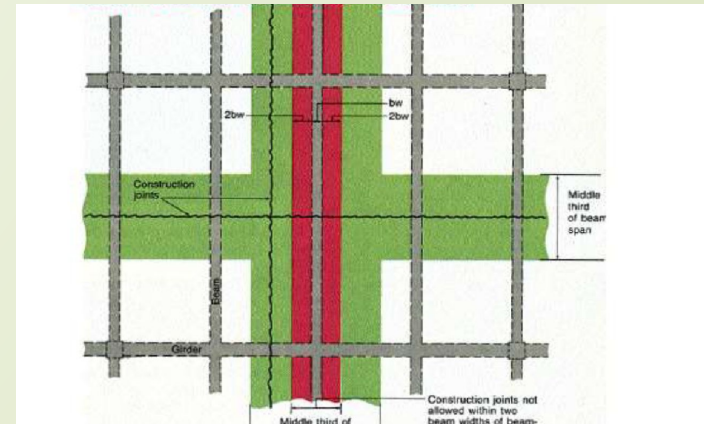 bw
2bw
2bw
Construction
joints
Middle
third
of beam
span
Beam
Girder
Construction joints not
allowed within two
beam widths of beam-
Middle third of